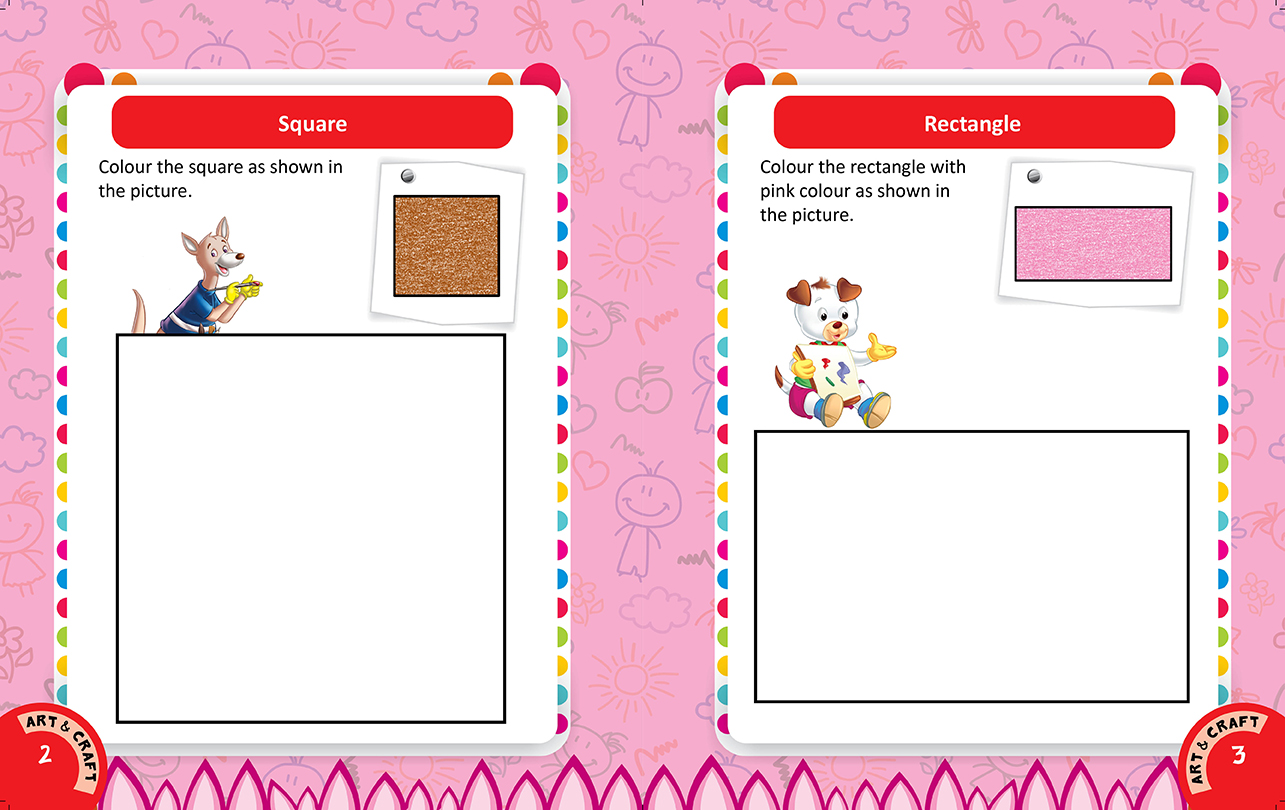 Square
Colour the square as shown in
the picture.
ART & CRAFT
2
Rectangle
Colour the rectangle with
pink colour as shown in
the picture.
ART & CRAFT
3